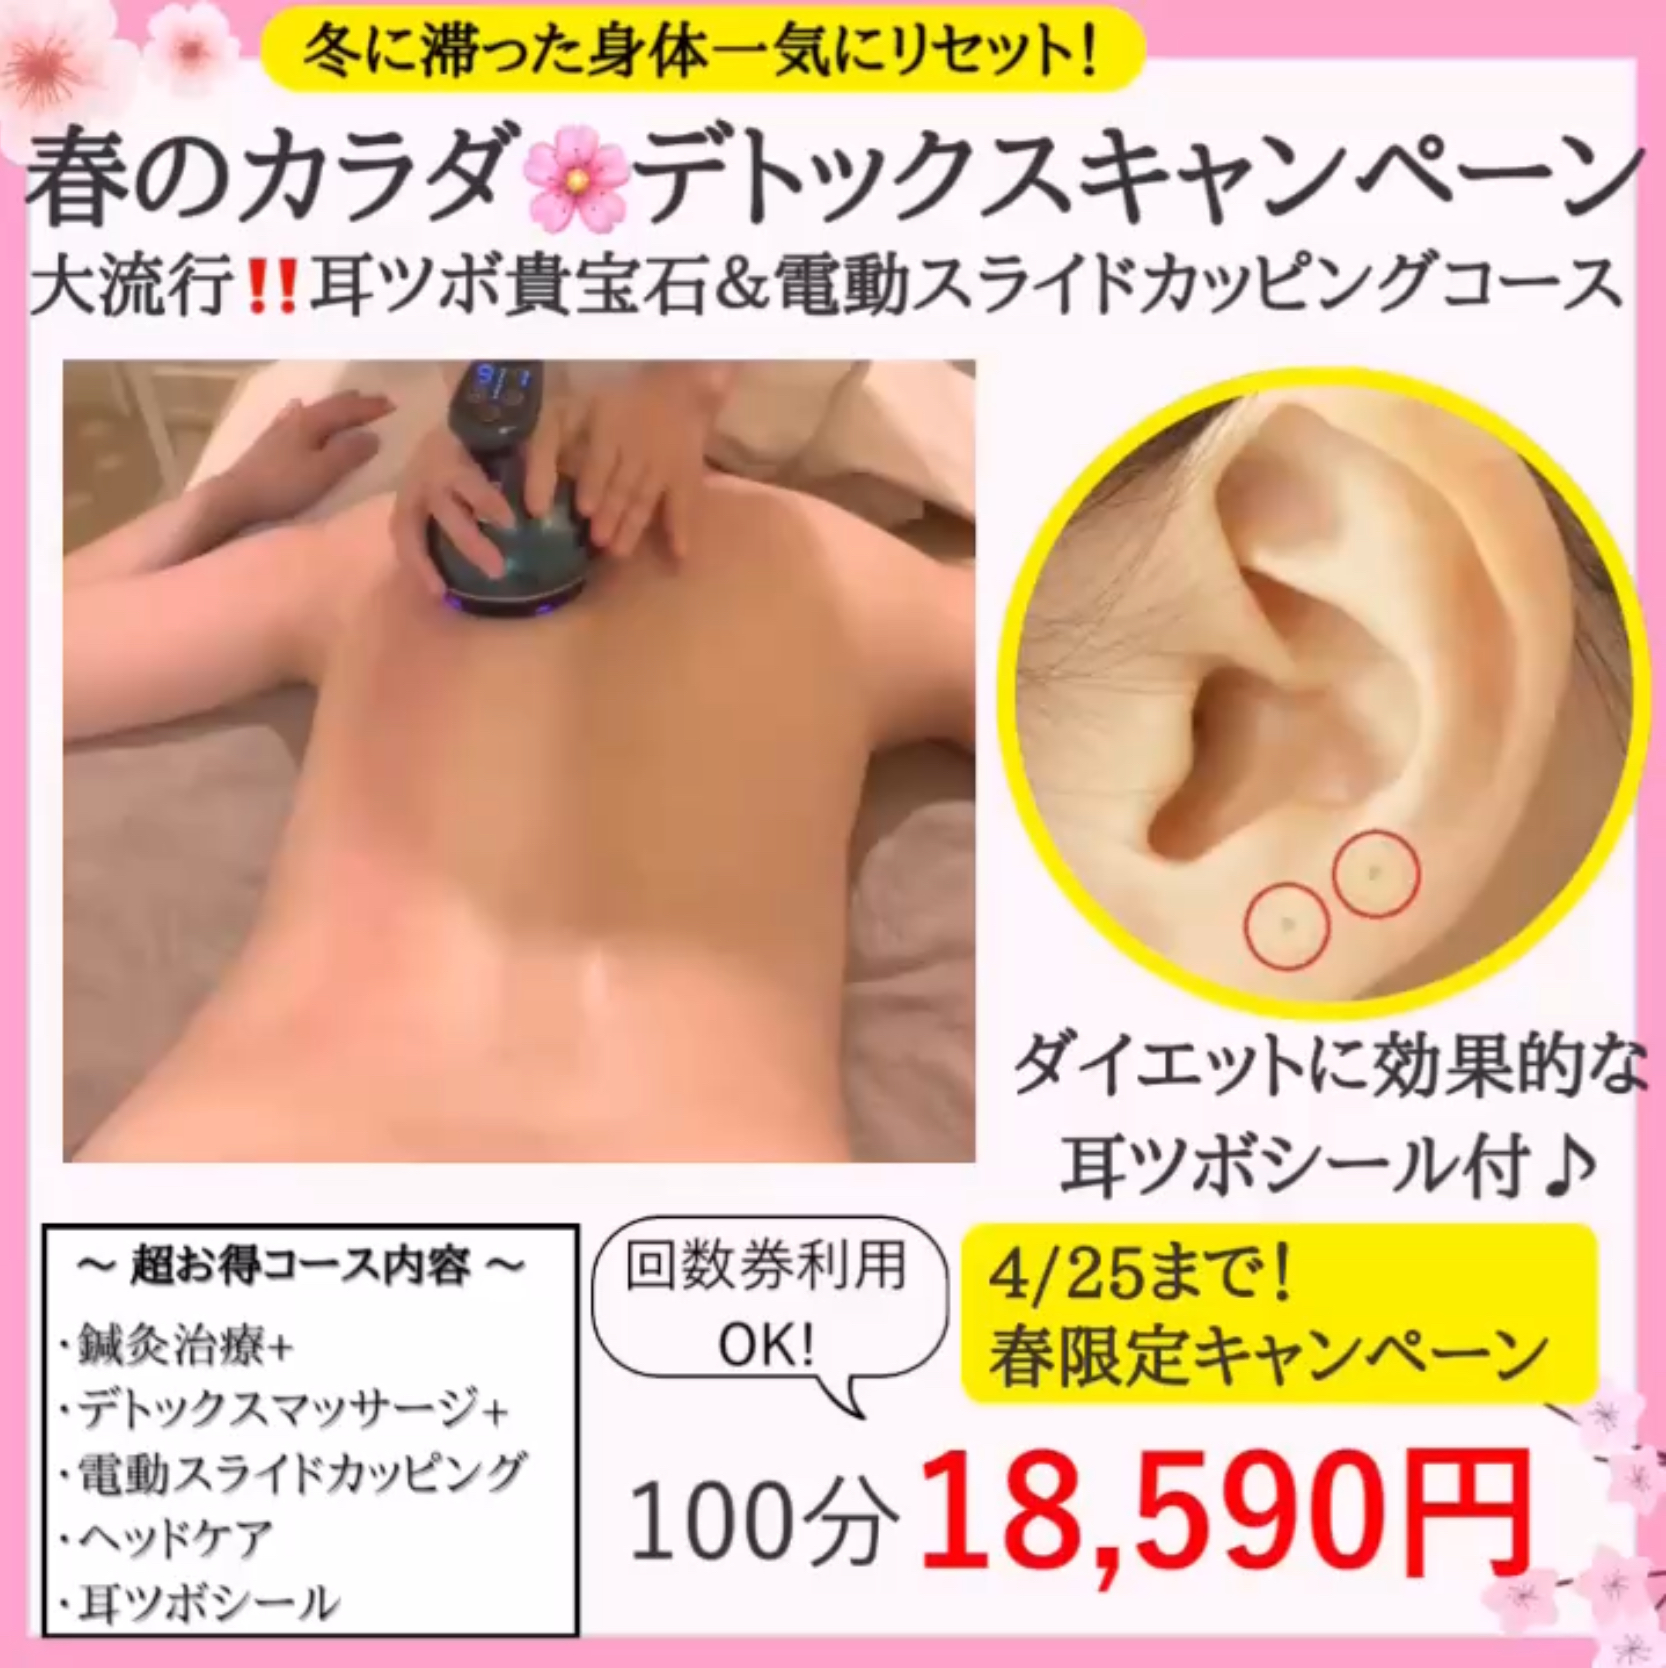 冬に滞った身体一気にリセット!
春のカラダ🌸デトックスキャンペーン
大流行‼️耳ツボ貴宝石&電動スライドカッピングコース
ダイエットに効果的な
耳ツボシール付♪
～ 超お得コース内容 ～
・鍼灸治療+
・デトックスマッサージ+
・電動スライドカッピング
・ヘッドケア
・耳ツボシール
回数券利用
OK!
4/25まで!
春限定キャンペーン
100分 18,590円